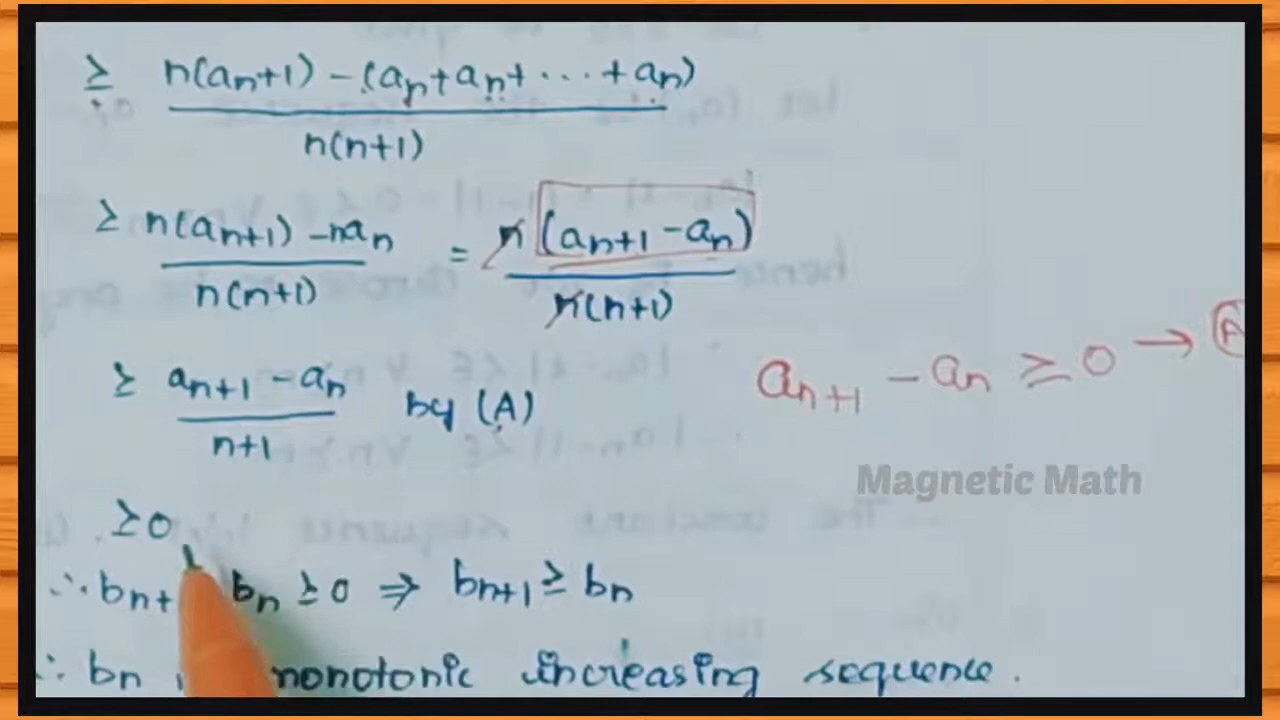 ≥ n(an+1) - (an+an+...+an)
n(n+1)
≥ n(an+1) - nan = n(an+1 - an)
n(n+1) n(n+1)
an+1 - an ≥ 0 → (A)
≥ an+1 - an by (A)
n+1
Magnetic Math
≥0
∴ bn+ bn ≥ 0 ⇒ bn+1 ≥ bn
∴ bn monotonic increasing sequence.